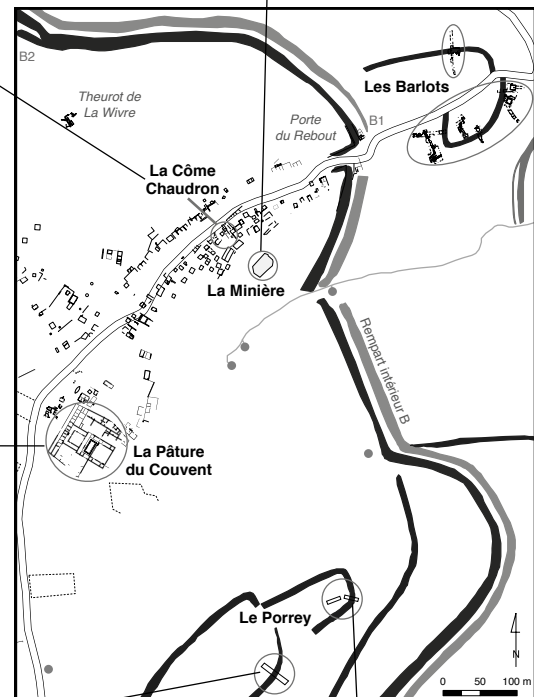 B2
Theurot de
La Wivre
Les Barlots
Porte
du Rebout
B1
La Côme
Chaudron
La Minière
Rempart intérieur B
La Pâture
du Couvent
Le Porrey
N
0 50 100 m